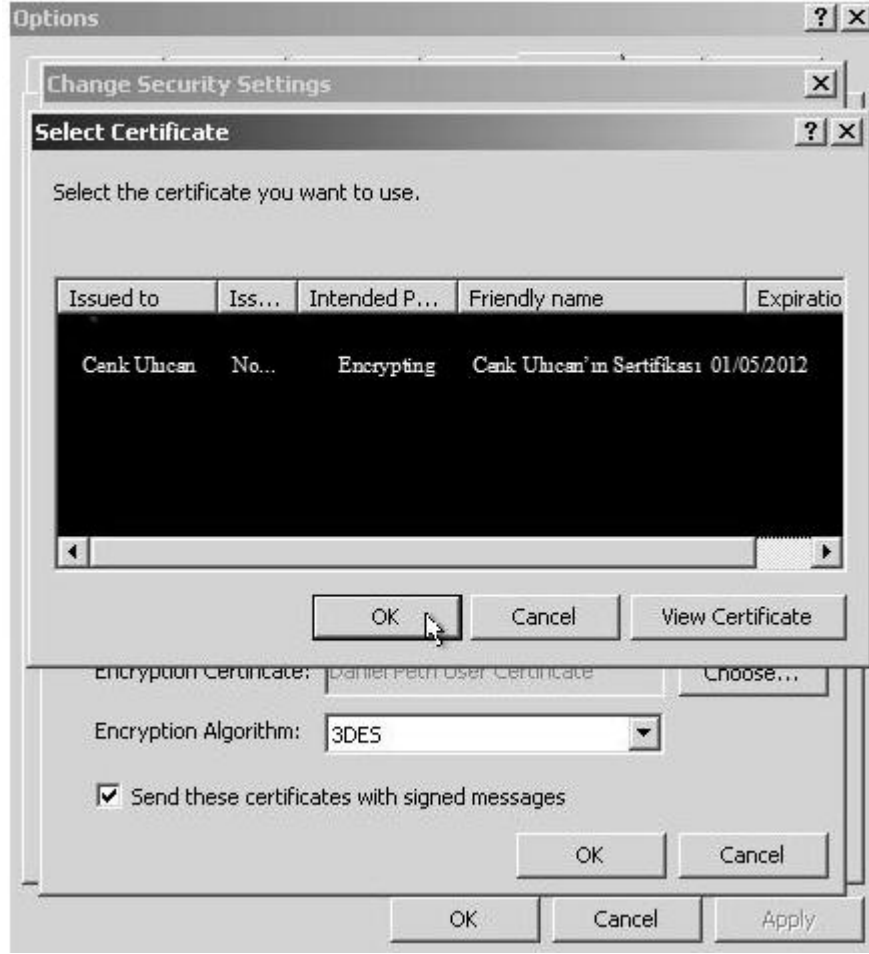 Options
Change Security Settings
Select Certificate
Select the certificate you want to use.
Issued to Iss... Intended P... Friendly name Expiratio
Cenk Ulucan No... Encrypting Cenk Ulucan'ın Sertifikası 01/05/2012
OK Cancel View Certificate
Encryption Certificate: Daniel Petri User Certificate Choose...
Encryption Algorithm: 3DES
Send these certificates with signed messages
OK Cancel
OK Cancel Apply